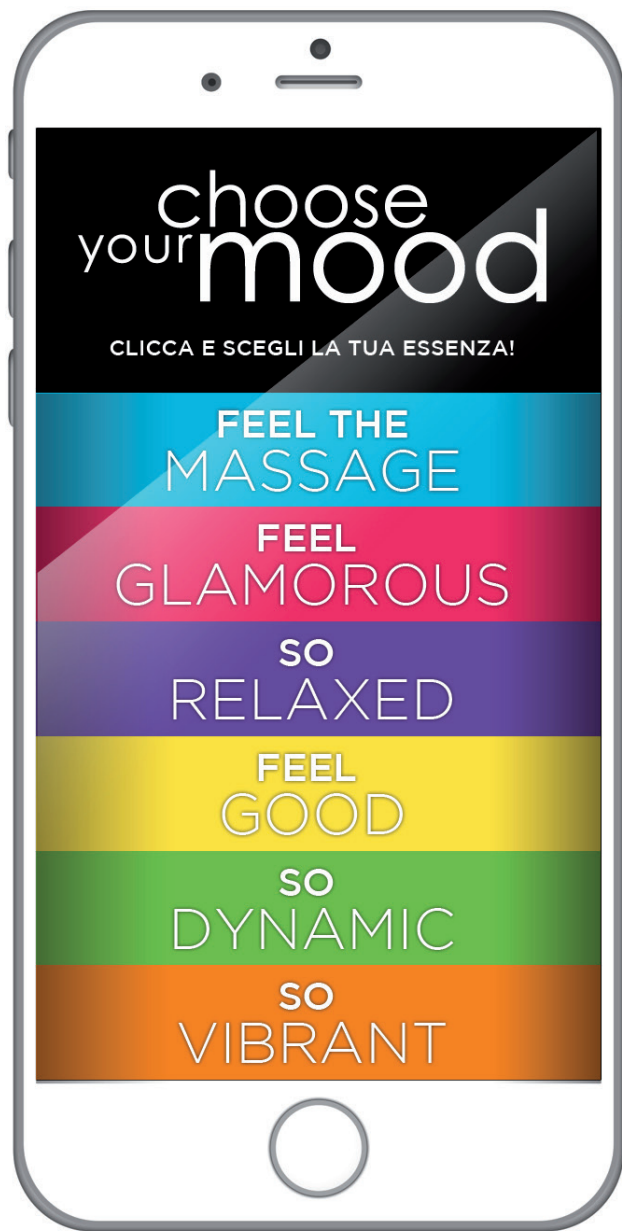 choose
your mood
CLICCA E SCEGLI LA TUA ESSENZA!
FEEL THE
MASSAGE
FEEL
GLAMOROUS
SO
RELAXED
FEEL
GOOD
SO
DYNAMIC
SO
VIBRANT